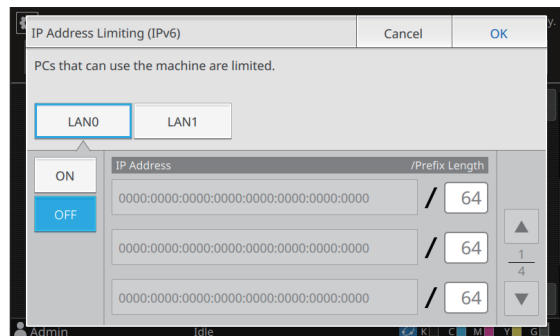 IP Address Limiting (IPv6)
Cancel
OK
y.
PCs that can use the machine are limited.
LAN0
LAN1
ON
OFF
IP Address
/Prefix Length
0000:0000:0000:0000:0000:0000:0000:0000
/
64
0000:0000:0000:0000:0000:0000:0000:0000
/
64
1
4
0000:0000:0000:0000:0000:0000:0000:0000
/
64
Admin
Idle
K
C
M
Y
G